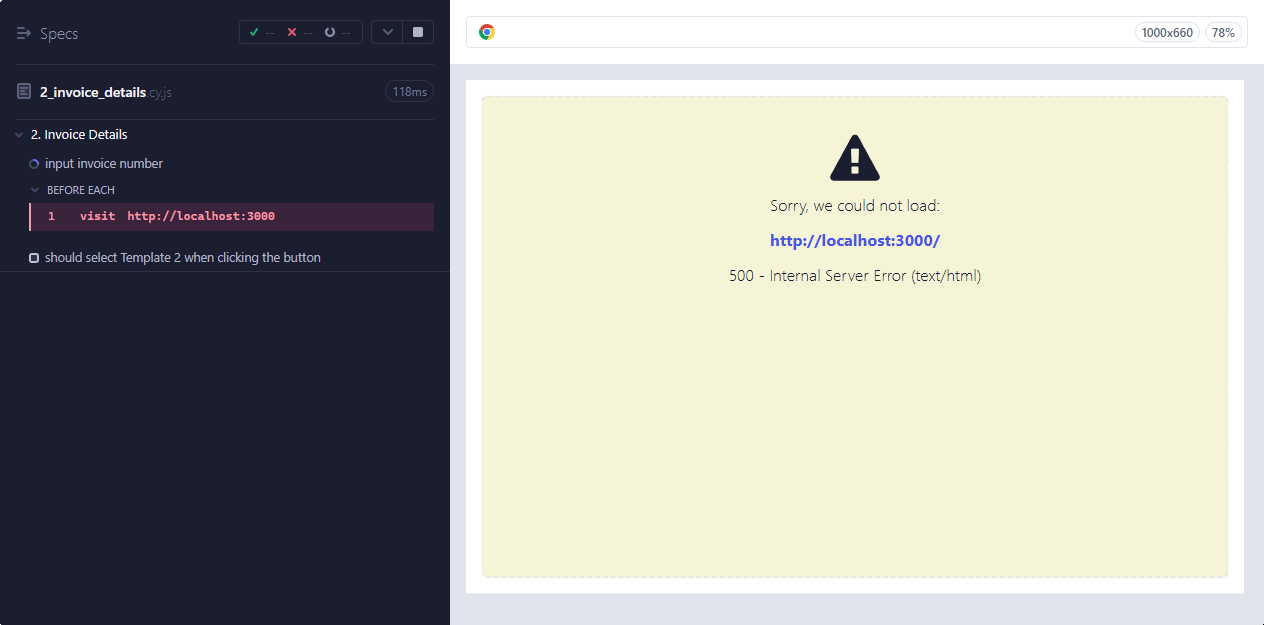 Specs
-- -- --
2_invoice_details.cy.js
118ms
2. Invoice Details
input invoice number
BEFORE EACH
1 visit http://localhost:3000
should select Template 2 when clicking the button
1000x660
78%
Sorry, we could not load:
http://localhost:3000/
500 - Internal Server Error (text/html)